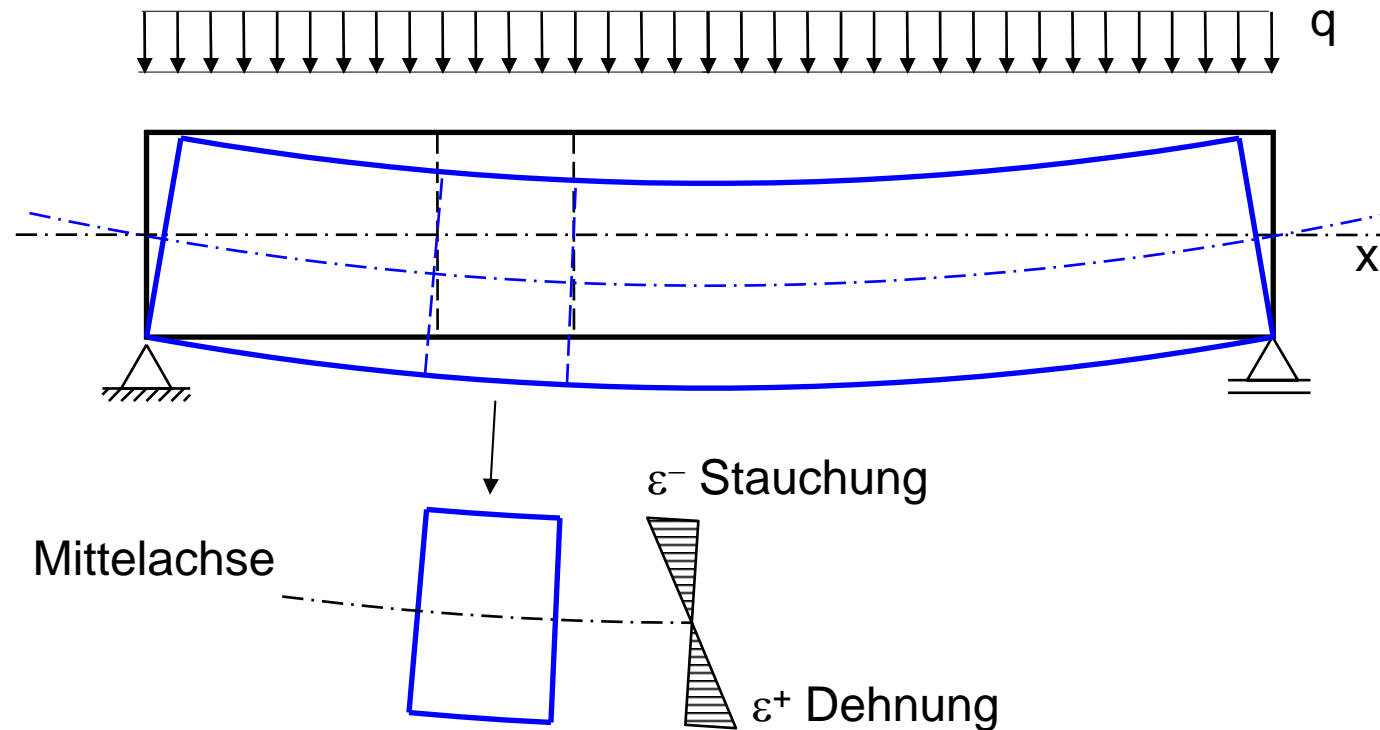 q
x
ε⁻ Stauchung
Mittelachse
ε⁺ Dehnung